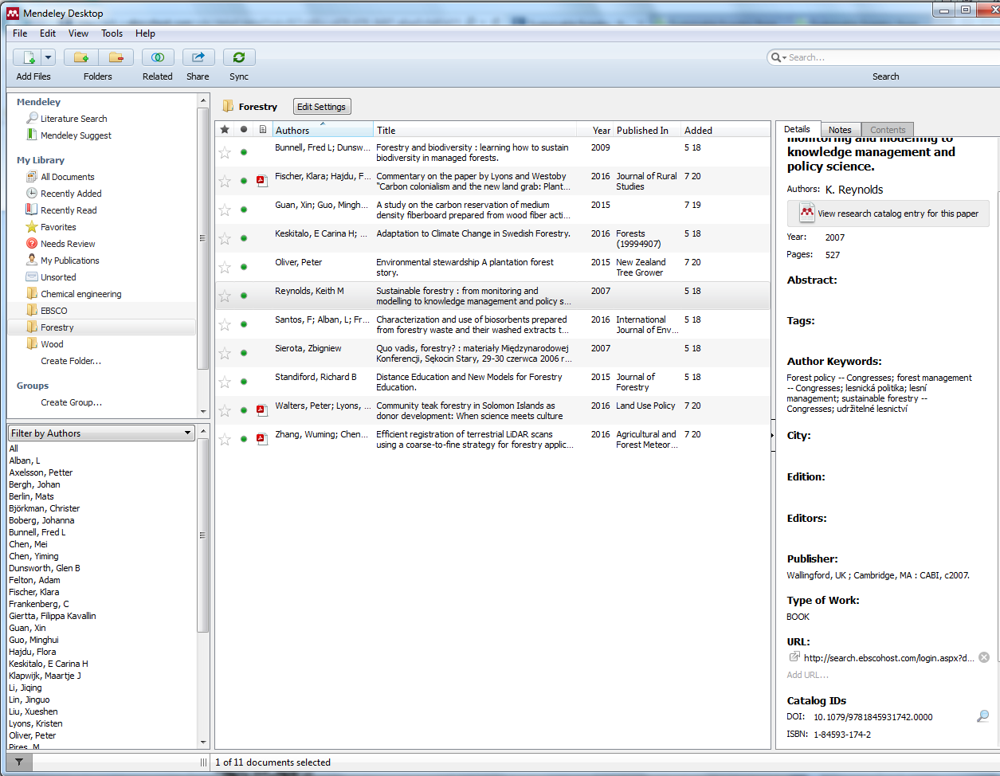 Mendeley Desktop
File Edit View Tools Help
Search...
Add Files Folders Related Share Sync Search
Mendeley
Literature Search
Mendeley Suggest
My Library
All Documents
Recently Added
Recently Read
Favorites
Needs Review
My Publications
Unsorted
Chemical engineering
EBSCO
Forestry
Wood
Create Folder...
Groups
Create Group...
Filter by Authors
All
Alban, L
Axelsson, Petter
Bergh, Johan
Berlin, Mats
Björkman, Christer
Boberg, Johanna
Bunnell, Fred L
Chen, Mei
Chen, Yiming
Dunsworth, Glen B
Felton, Adam
Fischer, Klara
Frankenberg, C
Giertta, Filippa Kavallin
Guan, Xin
Guo, Minghui
Hajdu, Flora
Keskitalo, E Carina H
Klapwijk, Maartje J
Li, Jiqing
Lin, Jinguo
Liu, Xueshen
Lyons, Kristen
Oliver, Peter
Pires, M
Forestry Edit Settings
Authors Title Year Published In Added
Bunnell, Fred L; Dunsw... Forestry and biodiversity : learning how to sustain 2009 5 18
biodiversity in managed forests.
Fischer, Klara; Hajdu, F... Commentary on the paper by Lyons and Westoby 2016 Journal of Rural 7 20
"Carbon colonialism and the new land grab: Plant... Studies
Guan, Xin; Guo, Mingh... A study on the carbon reservation of medium 2015 7 19
density fiberboard prepared from wood fiber acti...
Keskitalo, E Carina H; ... Adaptation to Climate Change in Swedish Forestry. 2016 Forests 5 18
(19994907)
Oliver, Peter Environmental stewardship A plantation forest 2015 New Zealand 7 20
story. Tree Grower
Reynolds, Keith M Sustainable forestry : from monitoring and 2007 5 18
modelling to knowledge management and policy s...
Santos, F; Alban, L; Fr... Characterization and use of biosorbents prepared 2016 International 5 18
from forestry waste and their washed extracts t... Journal of Env...
Sierota, Zbigniew Quo vadis, forestry? : materiały Międzynarodowej 2007 5 18
Konferencji, Sękocin Stary, 29-30 czerwca 2006 r...
Standiford, Richard B Distance Education and New Models for Forestry 2015 Journal of 5 18
Education. Forestry
Walters, Peter; Lyons, ... Community teak forestry in Solomon Islands as 2016 Land Use Policy 7 20
donor development: When science meets culture
Zhang, Wuming; Chen... Efficient registration of terrestrial LiDAR scans 2016 Agricultural and 7 20
using a coarse-to-fine strategy for forestry applic... Forest Meteor...
Details Notes Contents
monitoring and modelling to
knowledge management and
policy science.
Authors: K. Reynolds
View research catalog entry for this paper
Year: 2007
Pages: 527
Abstract:
Tags:
Author Keywords:
Forest policy -- Congresses; forest management
-- Congresses; lesnická politika; lesní
management; sustainable forestry --
Congresses; udržitelné lesnictví
City:
Edition:
Editors:
Publisher:
Wallingford, UK ; Cambridge, MA : CABI, c2007.
Type of Work:
BOOK
URL:
http://search.ebscohost.com/login.aspx?d...
Add URL...
Catalog IDs
DOI: 10.1079/9781845931742.0000
ISBN: 1-84593-174-2
1 of 11 documents selected